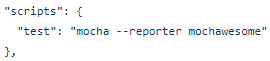 "scripts": {
  "test": "mocha --reporter mochawesome"
},